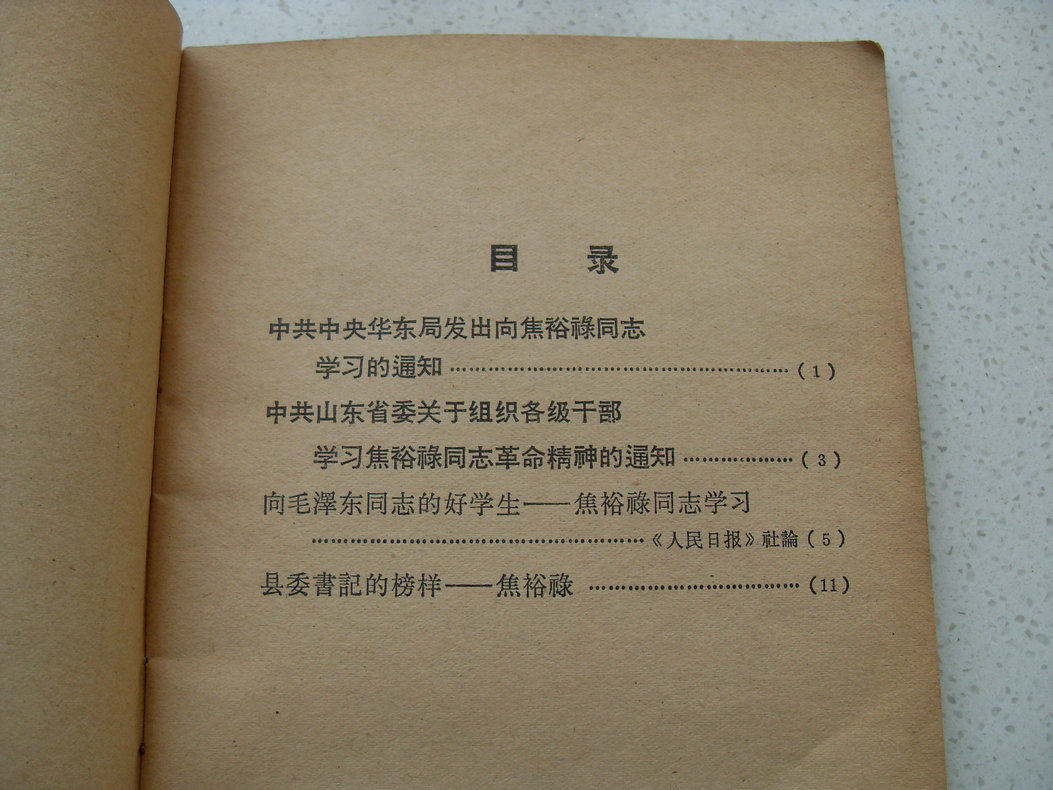 目 录
中共中央华东局发出向焦裕祿同志
学习的通知………………………………………………(1)
中共山东省委关于组织各级干部
学习焦裕祿同志革命精神的通知………………(3)
向毛澤东同志的好学生——焦裕祿同志学习
………………………………………………《人民日报》社論(5)
县委書記的榜样——焦裕祿 ……………………………(11)